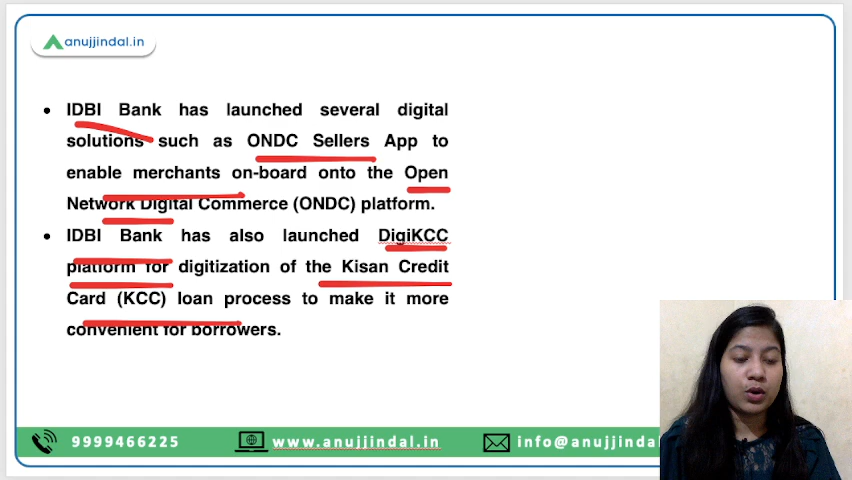 anujjindal.in
• IDBI Bank has launched several digital
solutions such as ONDC Sellers App to
enable merchants on-board onto the Open
Network Digital Commerce (ONDC) platform.
• IDBI Bank has also launched DigiKCC
platform for digitization of the Kisan Credit
Card (KCC) loan process to make it more
convenient for borrowers.
9999466225 www.anujjindal.in info@anujjinda